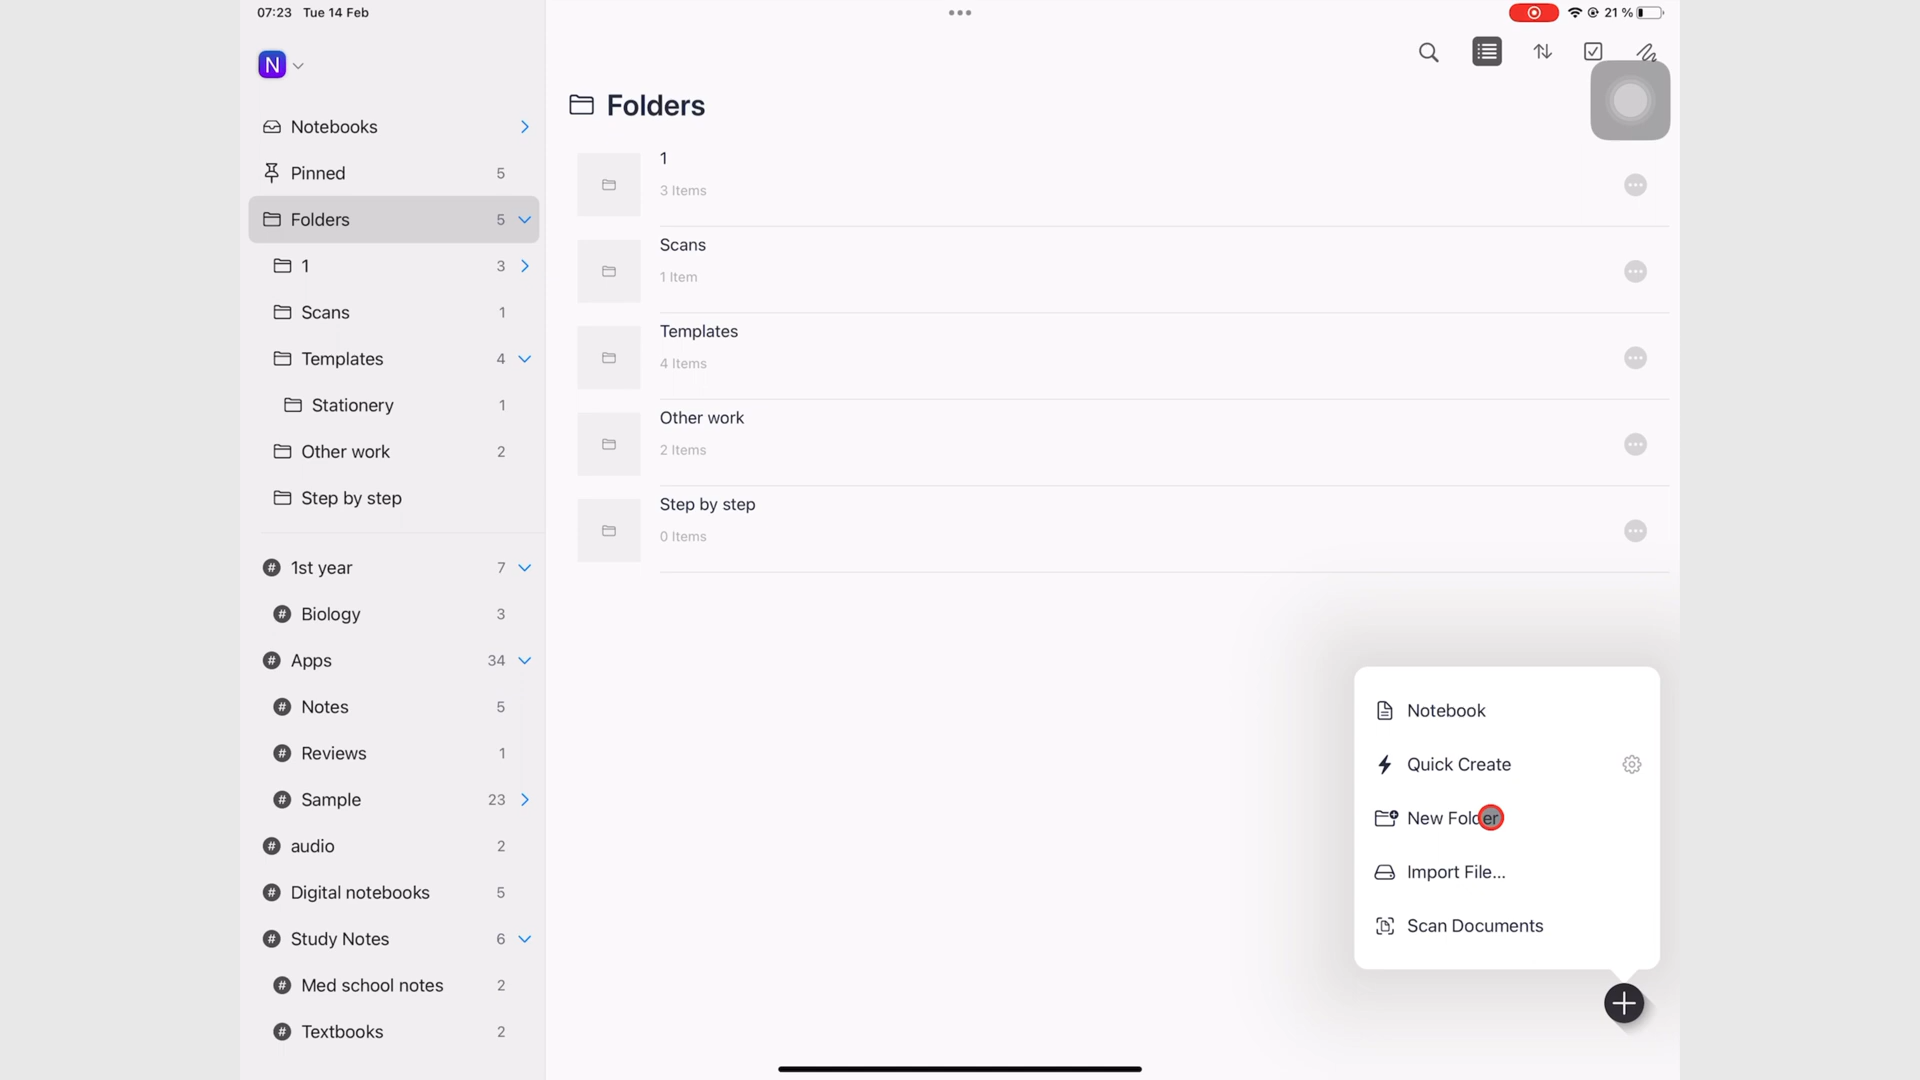 07:23 Tue 14 Feb
21 %
N
Notebooks
Pinned 5
Folders 5
1 3
Scans 1
Templates 4
Stationery 1
Other work 2
Step by step
# 1st year 7
# Biology 3
# Apps 34
# Notes 5
# Reviews 1
# Sample 23
# audio 2
# Digital notebooks 5
# Study Notes 6
# Med school notes 2
# Textbooks 2
Folders
1
3 Items
Scans
1 Item
Templates
4 Items
Other work
2 Items
Step by step
0 Items
Notebook
Quick Create
New Folder
Import File...
Scan Documents